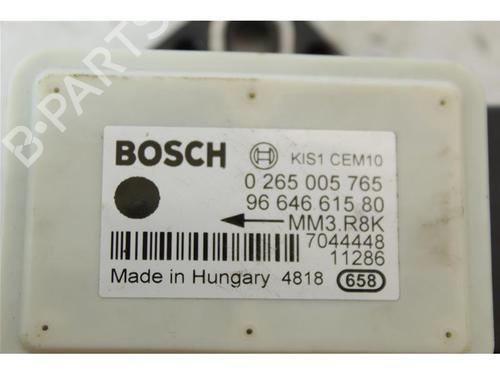 B-PARTS
BOSCH KIS1 CEM10
0 265 005 765
96 646 615 80
MM3.R8K
7044448
11286
Made in Hungary 4818 658